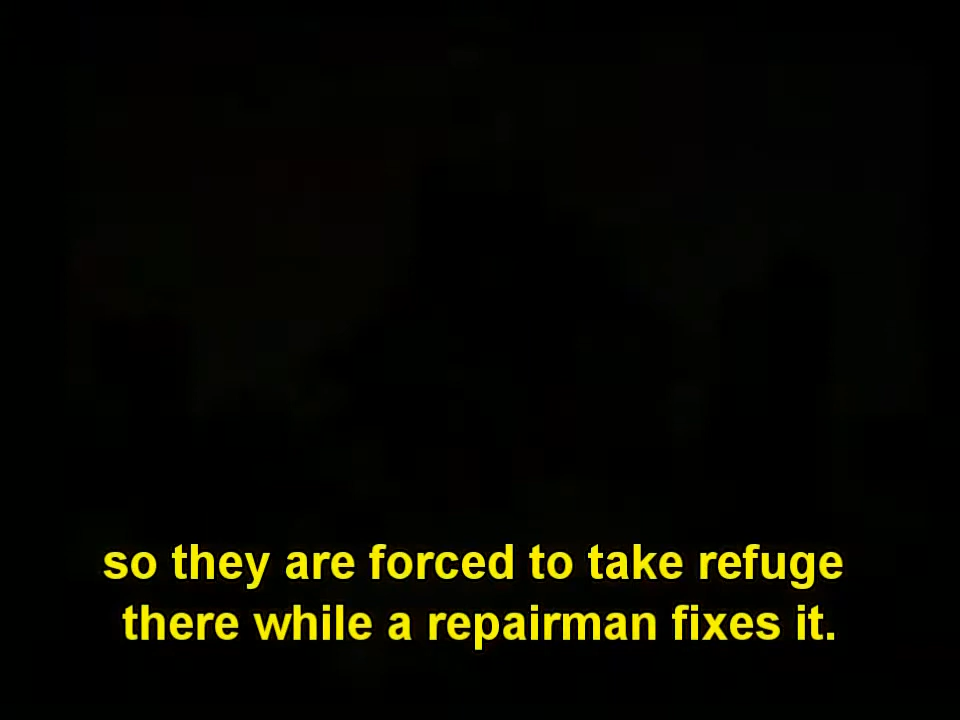 so they are forced to take refuge
there while a repairman fixes it.